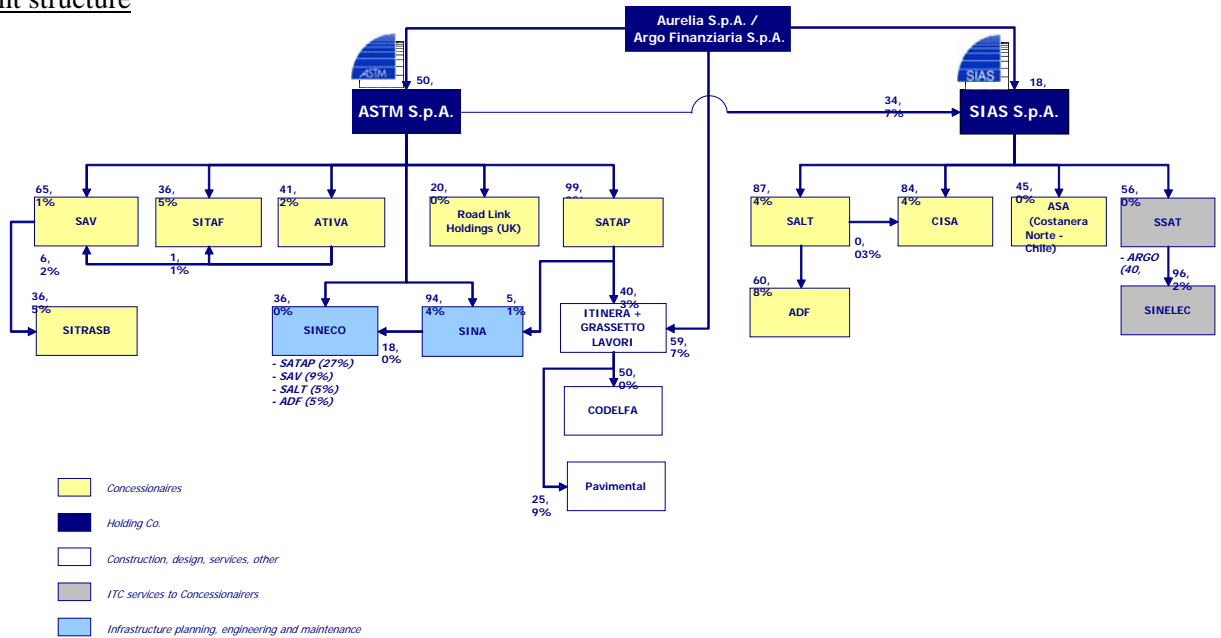 nt structure
Aurelia S.p.A. /
Argo Finanziaria S.p.A.
ASTM
SIAS
50,
18,
ASTM S.p.A.
34,
7%
SIAS S.p.A.
65,
1%
SAV
36,
5%
SITAF
41,
2%
ATIVA
20,
0%
Road Link
Holdings (UK)
99,
SATAP
87,
4%
SALT
84,
4%
CISA
45,
0%
ASA
(Costanera
Norte -
Chile)
56,
0%
SSAT
0,
03%
6,
2%
1,
1%
- ARGO
(40,
96,
2%
36,
5%
SITRASB
36,
0%
SINECO
94,
4%
SINA
5,
1%
40,
3%
ITINERA +
GRASSETTO
LAVORI
59,
7%
60,
8%
ADF
SINELEC
18,
0%
- SATAP (27%)
- SAV (9%)
- SALT (5%)
- ADF (5%)
50,
0%
CODELFA
Pavimental
25,
9%
Concessionaires
Holding Co.
Construction, design, services, other
ITC services to Concessionairers
Infrastructure planning, engineering and maintenance